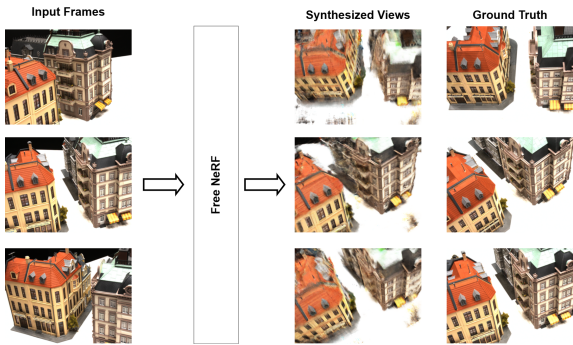 Input Frames
Synthesized Views
Ground Truth
Free NeRF